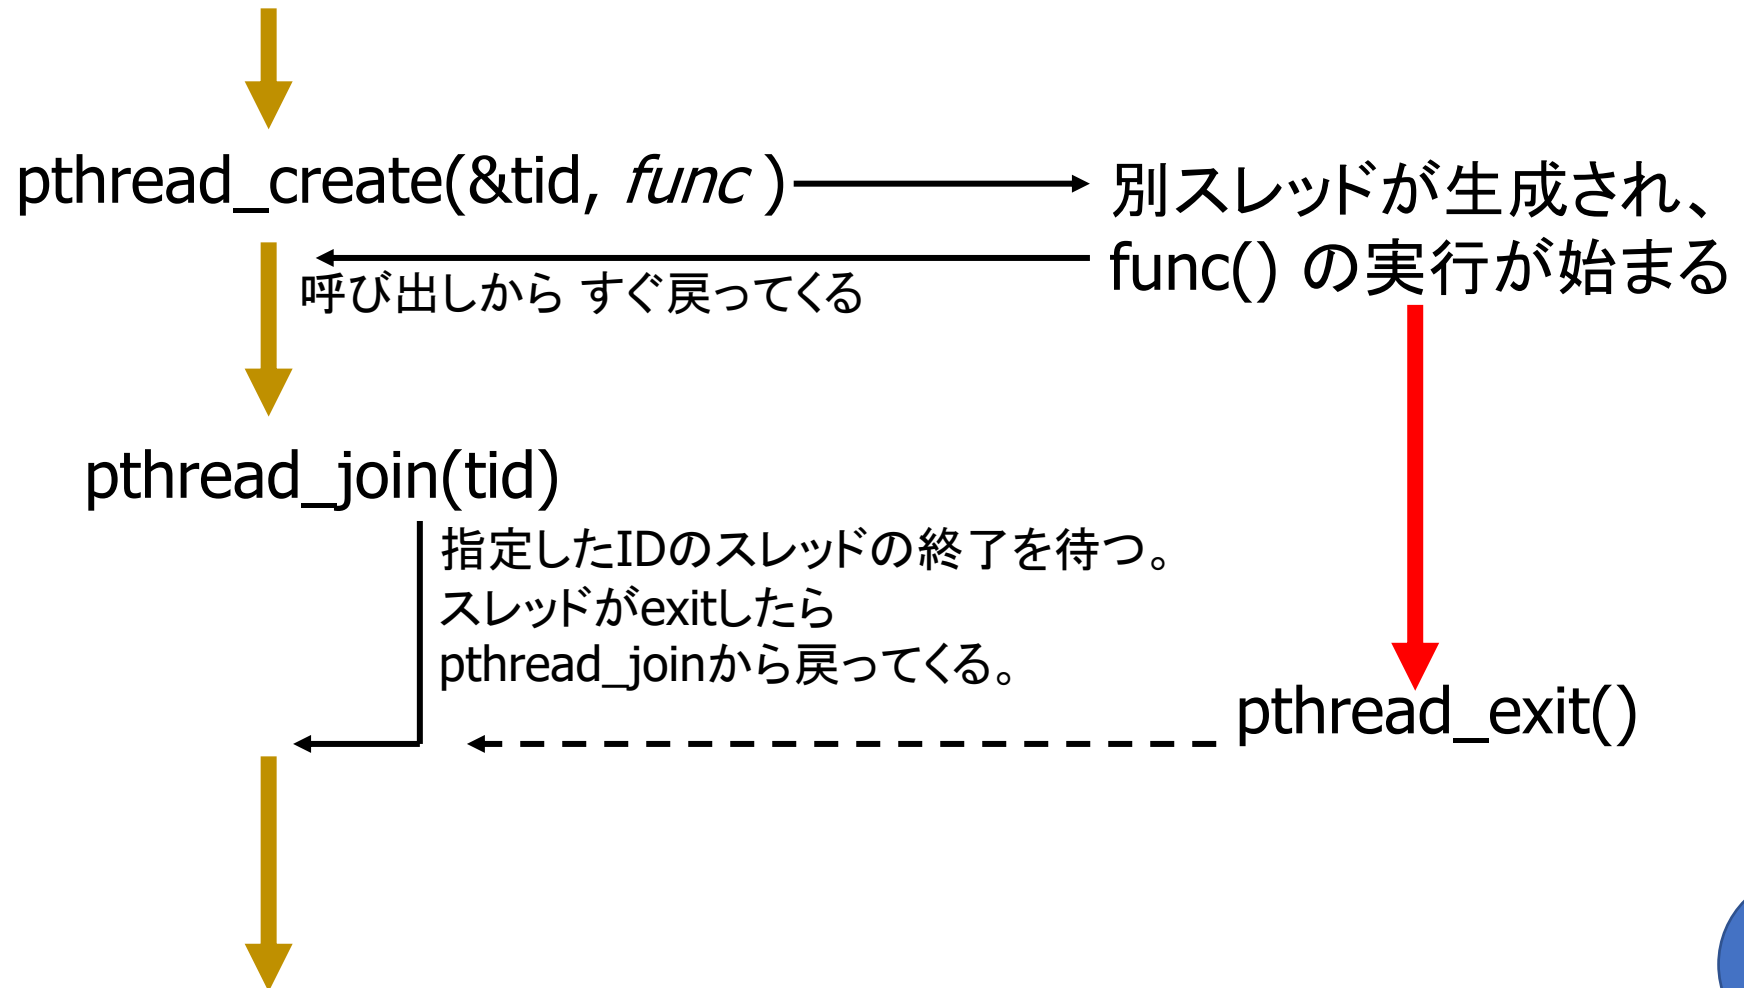 pthread_create(&tid, func )
別スレッドが生成され、
func() の実行が始まる
呼び出しから すぐ戻ってくる
pthread_join(tid)
指定したIDのスレッドの終了を待つ。
スレッドがexitしたら
pthread_joinから戻ってくる。
pthread_exit()